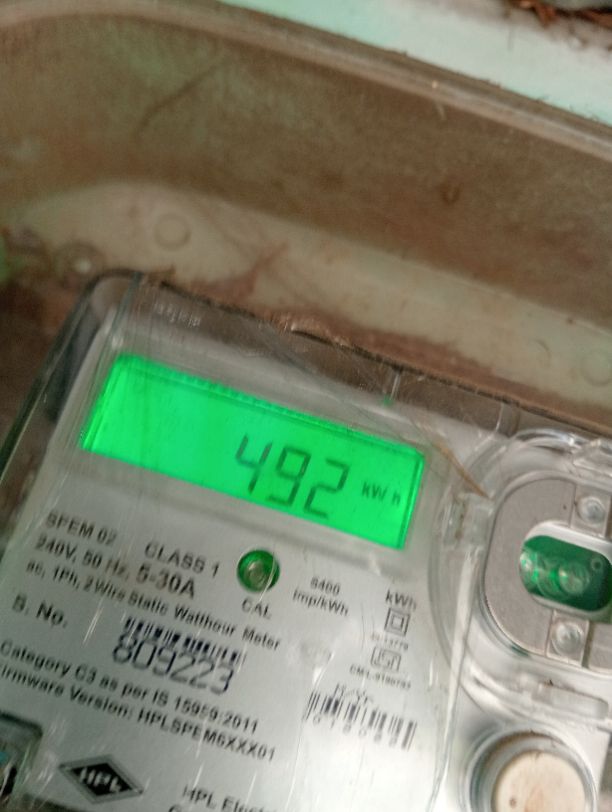 492 kWh
SPEM 02 CLASS 1
240V, 50 Hz, 5-30A
ac, 1Ph, 2Wire Static Watthour Meter
CAL
imp/kWh
kWh
S. No.
809223
Category C3 as per IS 15959:2011
Firmware Version: HPLSPEM6XXX01
HPL
HPL